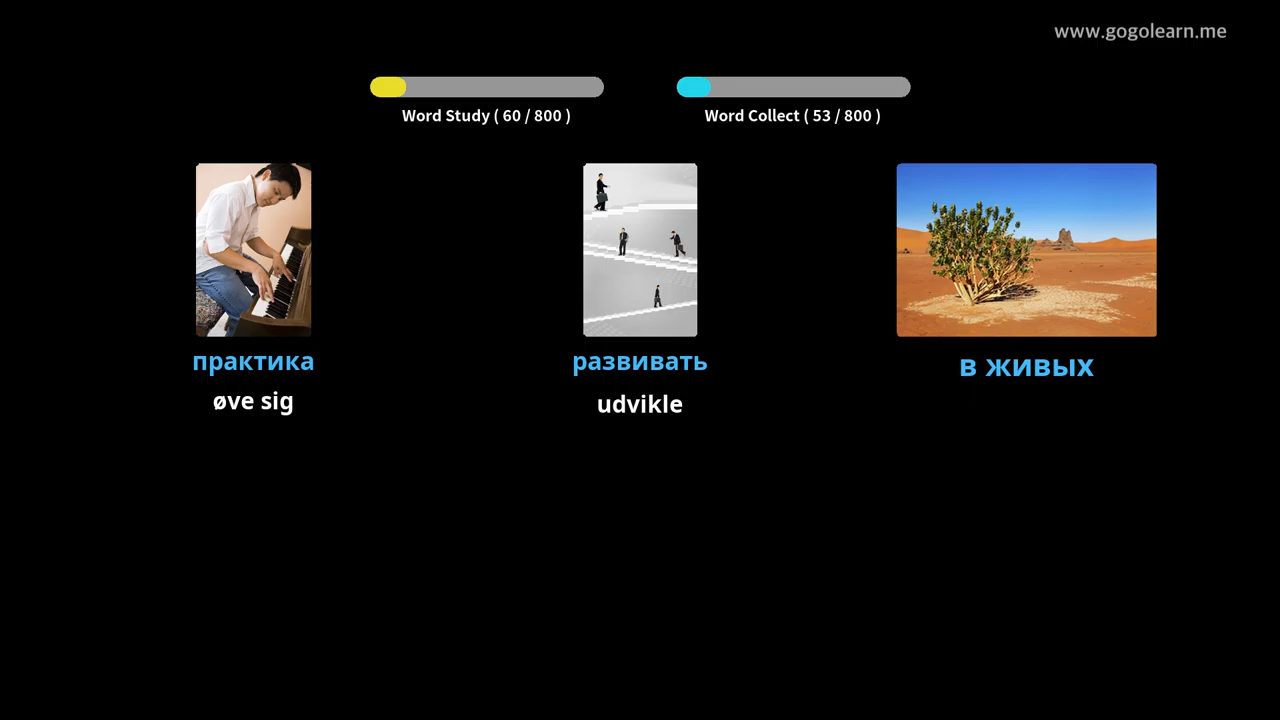 www.gogolearn.me
Word Study ( 60 / 800 )
Word Collect ( 53 / 800 )
практика
øve sig
развивать
udvikle
в живых